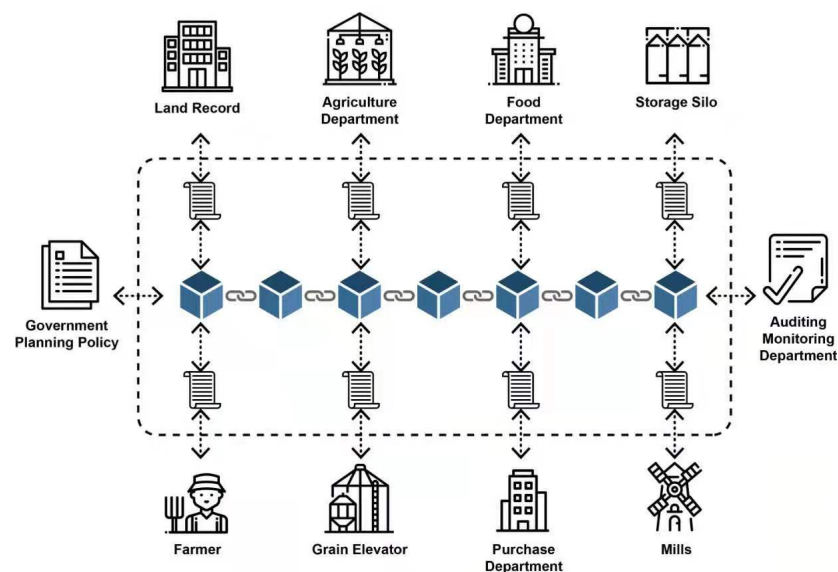 Land Record
Agriculture
Department
Food
Department
Storage Silo
Government
Planning Policy
Auditing
Monitoring
Department
Farmer
Grain Elevator
Purchase
Department
Mills